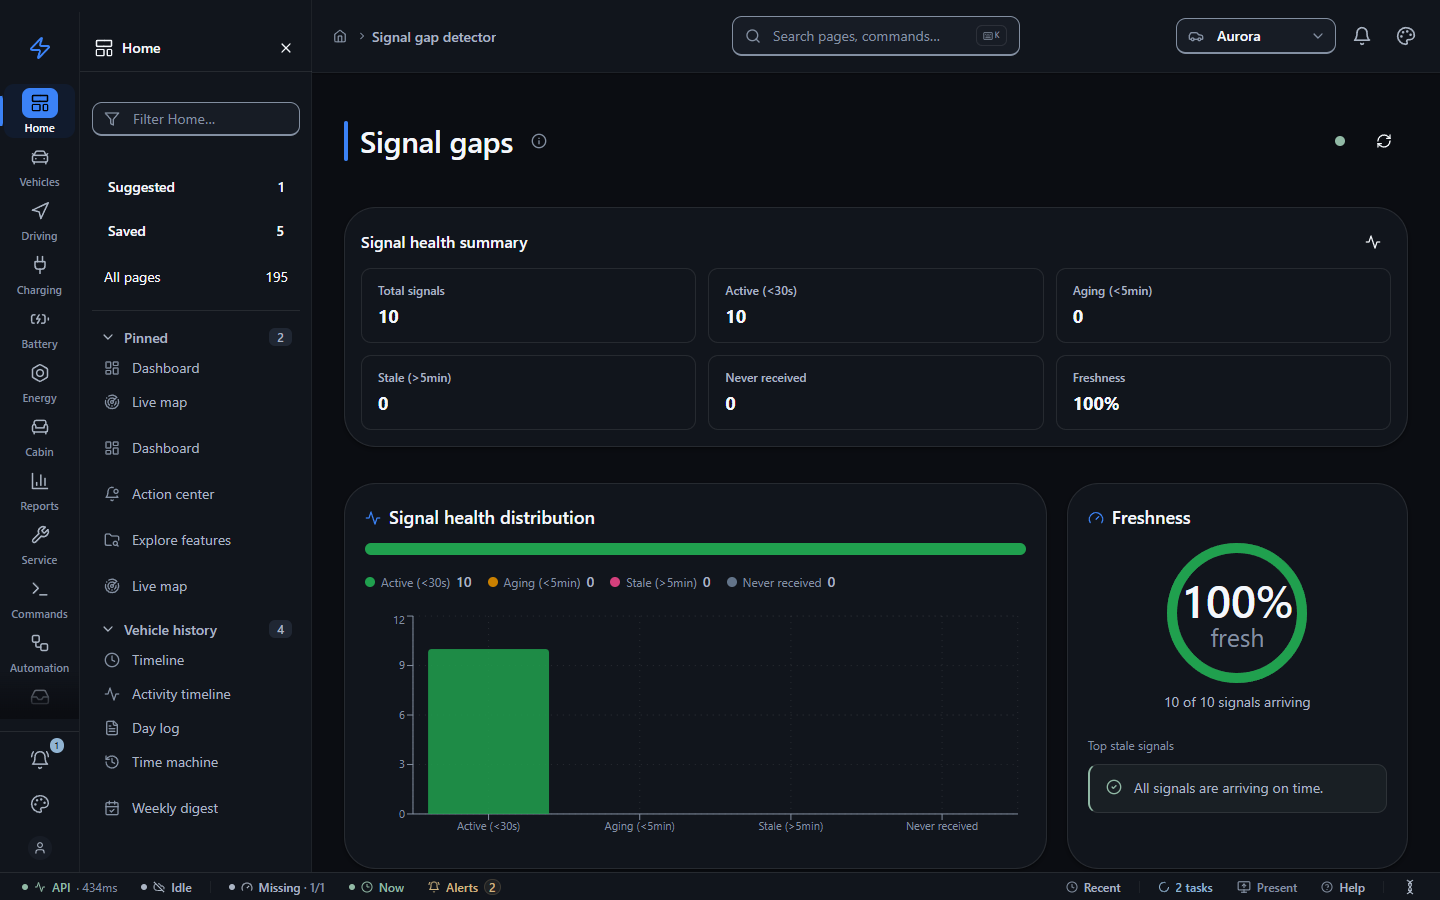 Home
Signal gap detector
Search pages, commands...
K
Aurora
Home
Vehicles
Driving
Charging
Battery
Energy
Cabin
Reports
Service
Commands
Automation
1
Filter Home...
Suggested 1
Saved 5
All pages 195
Pinned 2
Dashboard
Live map
Dashboard
Action center
Explore features
Live map
Vehicle history 4
Timeline
Activity timeline
Day log
Time machine
Weekly digest
Signal gaps
Signal health summary
Total signals
10
Active (<30s)
10
Aging (<5min)
0
Stale (>5min)
0
Never received
0
Freshness
100%
Signal health distribution
Active (<30s) 10 Aging (<5min) 0 Stale (>5min) 0 Never received 0
12
9
6
3
0
Active (<30s) Aging (<5min) Stale (>5min) Never received
Freshness
100%
fresh
10 of 10 signals arriving
Top stale signals
All signals are arriving on time.
API · 434ms Idle Missing · 1/1 Now Alerts 2 Recent 2 tasks Present Help